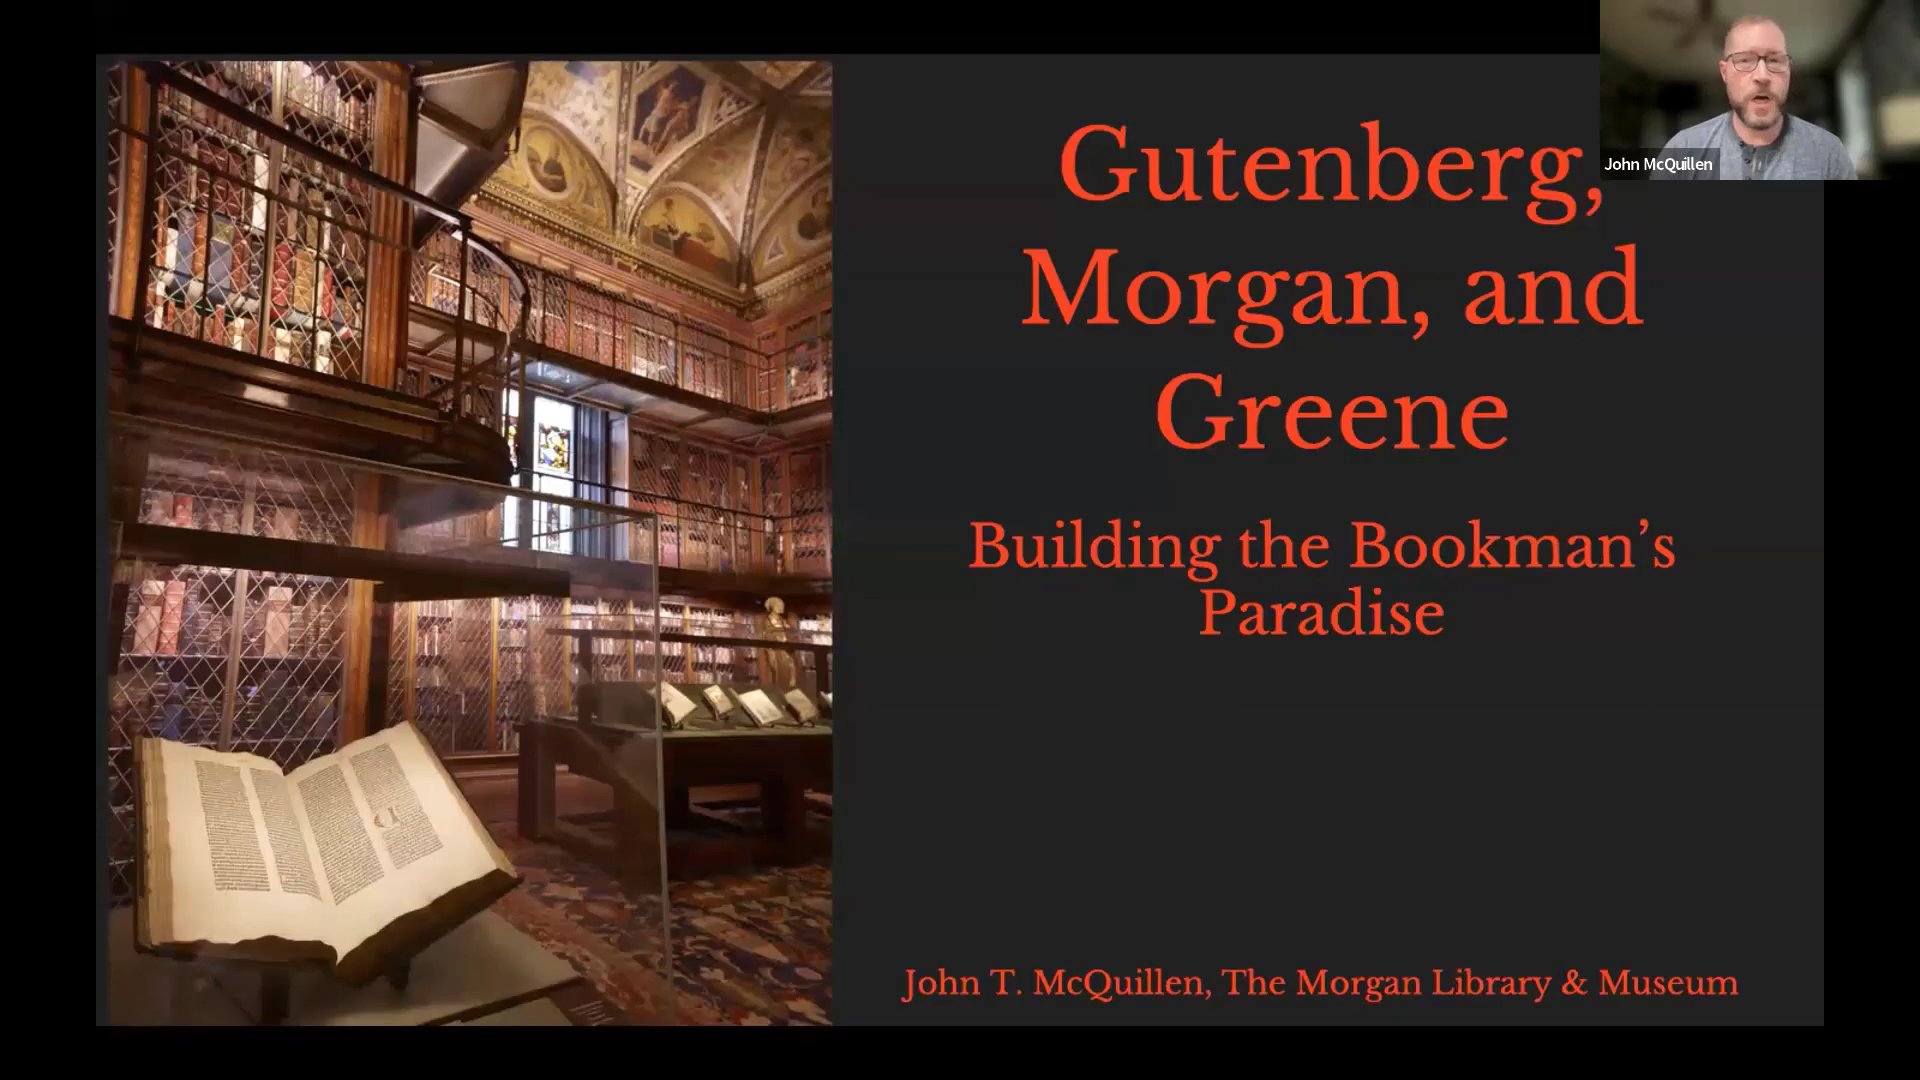 Gutenberg,
Morgan, and
Greene
Building the Bookman’s
Paradise
John T. McQuillen, The Morgan Library & Museum
John McQuillen